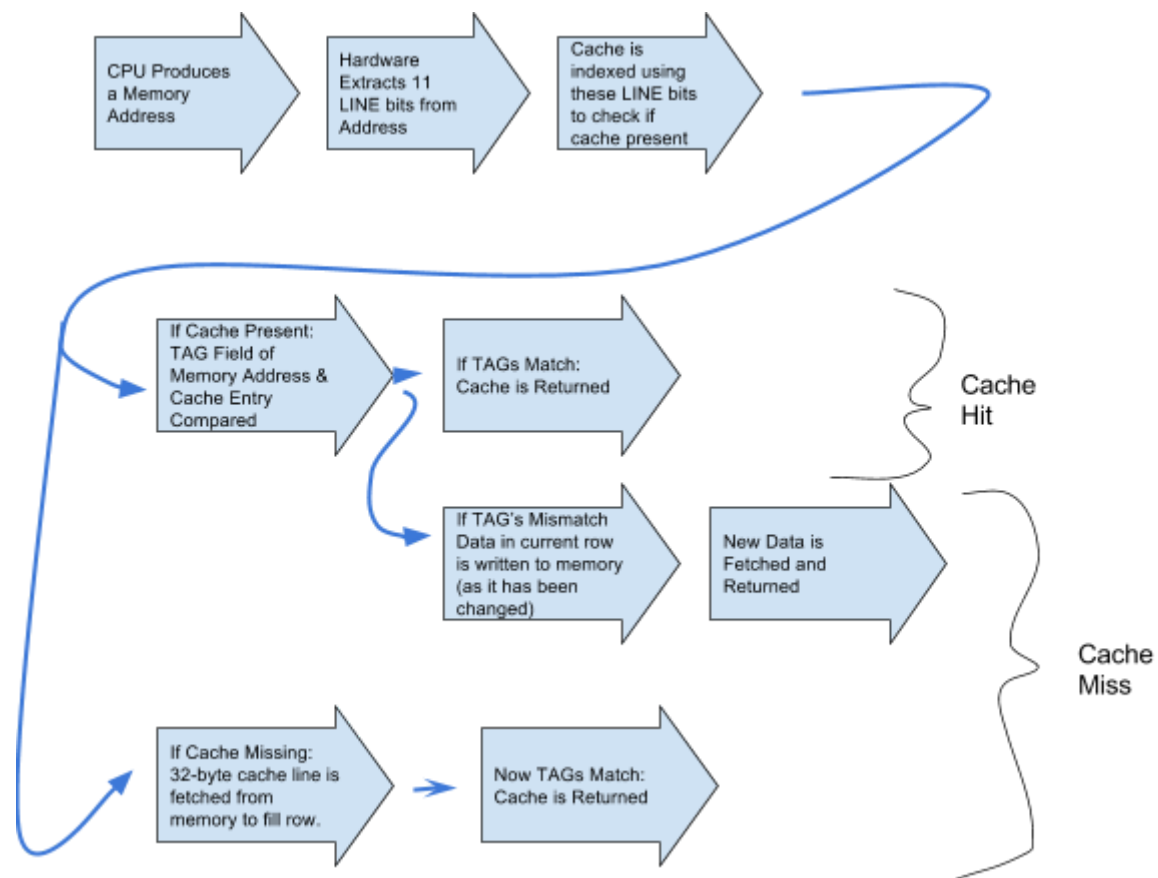 CPU Produces
a Memory
Address
Hardware
Extracts 11
LINE bits from
Address
Cache is
indexed using
these LINE bits
to check if
cache present
If Cache Present:
TAG Field of
Memory Address &
Cache Entry
Compared
If TAGs Match:
Cache is Returned
Cache
Hit
If TAG's Mismatch
Data in current row
is written to memory
(as it has been
changed)
New Data is
Fetched and
Returned
Cache
Miss
If Cache Missing:
32-byte cache line is
fetched from
memory to fill row.
Now TAGs Match:
Cache is Returned